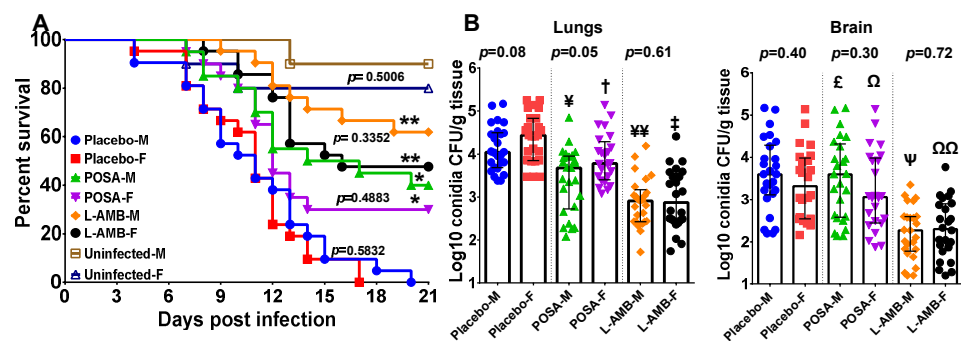 A
Percent survival
100
80
60
40
20
0
0 3 6 9 12 15 18 21
Days post infection
Placebo-M
Placebo-F
POSA-M
POSA-F
L-AMB-M
L-AMB-F
Uninfected-M
Uninfected-F
p=0.5006
**
p=0.3352
**
*
p=0.4883
*
p=0.5832
B
Lungs
p=0.08 p=0.05 p=0.61
Log10 conidia CFU/g tissue
6
5
4
3
2
1
¥ † ¥¥ ‡
Placebo-M Placebo-F POSA-M POSA-F L-AMB-M L-AMB-F
Brain
p=0.40 p=0.30 p=0.72
Log10 conidia CFU/g tissue
6
5
4
3
2
1
£ Ω Ψ ΩΩ
Placebo-M Placebo-F POSA-M POSA-F L-AMB-M L-AMB-F